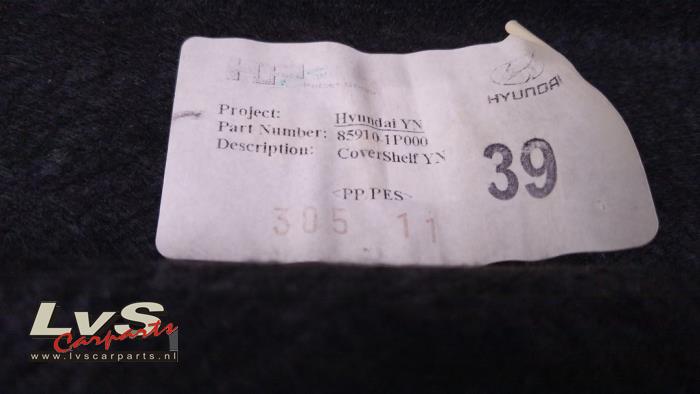 HYUNDAI
Project: Hyundai YN
Part Number: 85910-1P000
Description: CoverShelf YN
39
<PP/PES>
305 11
LvS
Carparts
www.lvscarparts.nl